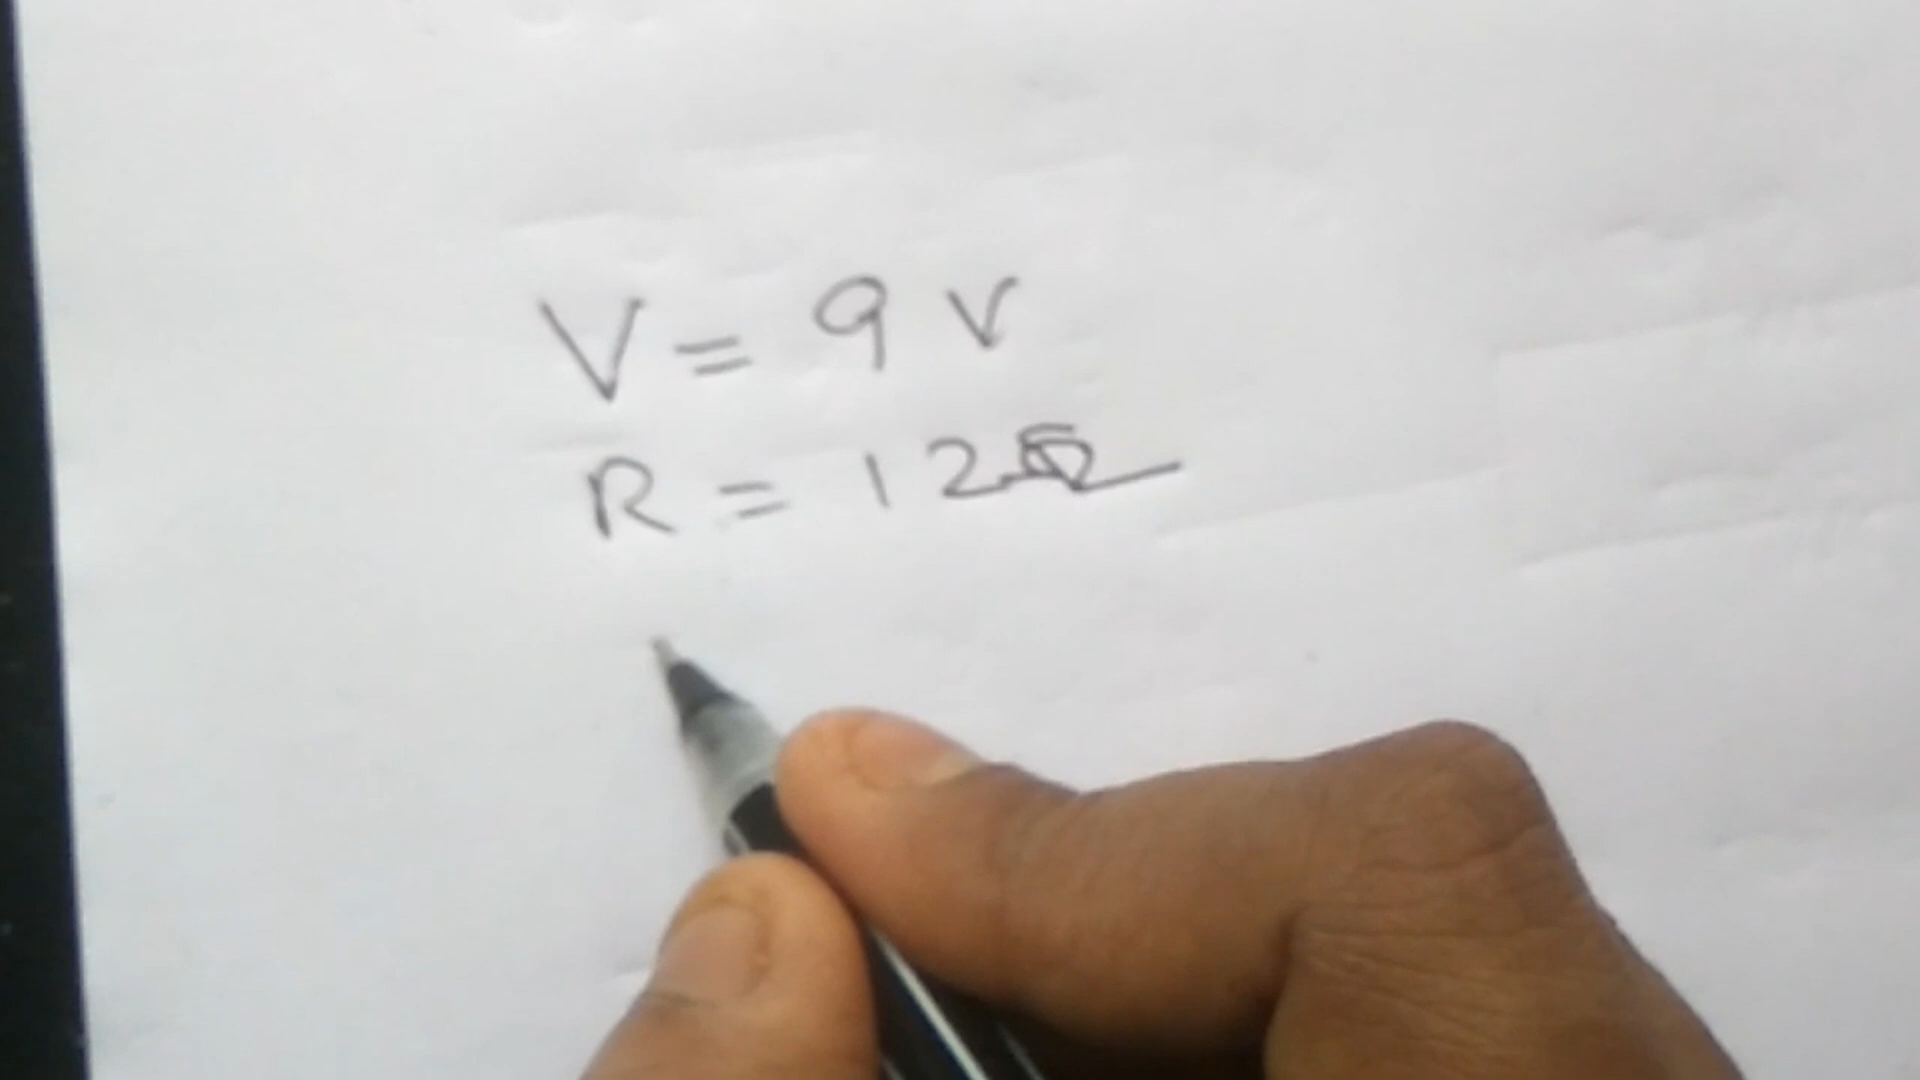 V = 9 V
R = 12Ω